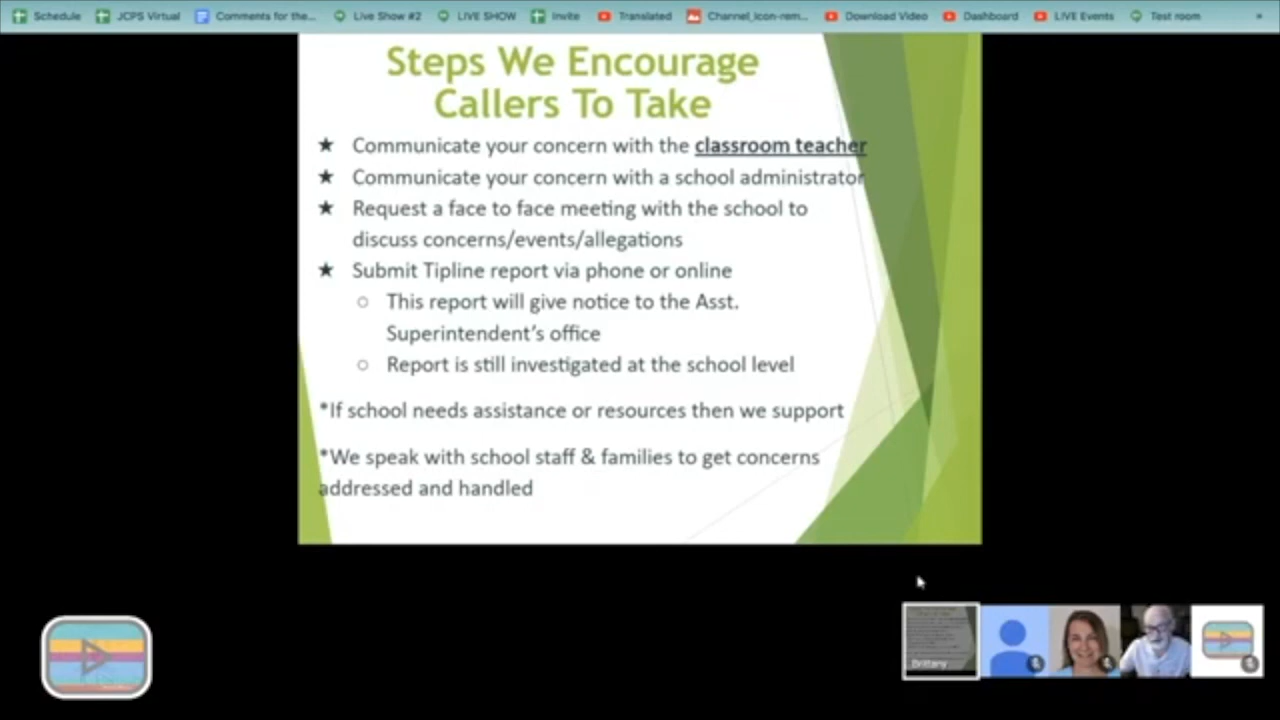 Schedule
JCPS Virtual
Comments for the...
Live Show #2
LIVE SHOW
Invite
Translated
Channel_Icon-rem...
Download Video
Dashboard
LIVE Events
Test room
»
Steps We Encourage
Callers To Take
★ Communicate your concern with the classroom teacher
★ Communicate your concern with a school administrator
★ Request a face to face meeting with the school to
discuss concerns/events/allegations
★ Submit Tipline report via phone or online
○ This report will give notice to the Asst.
Superintendent's office
○ Report is still investigated at the school level
*If school needs assistance or resources then we support
*We speak with school staff & families to get concerns
addressed and handled
Brittany